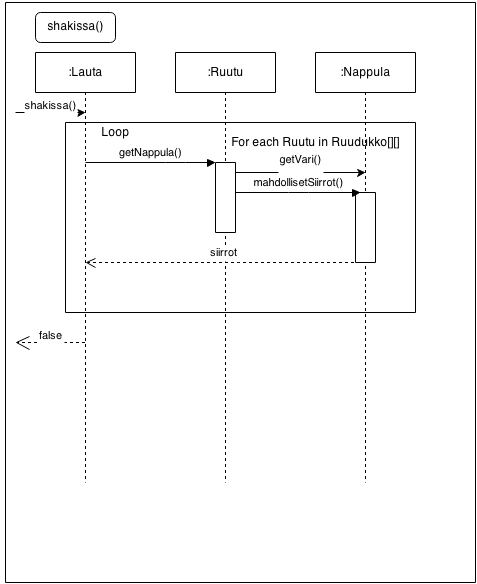 shakissa()
:Lauta
:Ruutu
:Nappula
shakissa()
Loop
For each Ruutu in Ruudukko[][]
getNappula()
getVari()
mahdollisetSiirrot()
siirrot
false